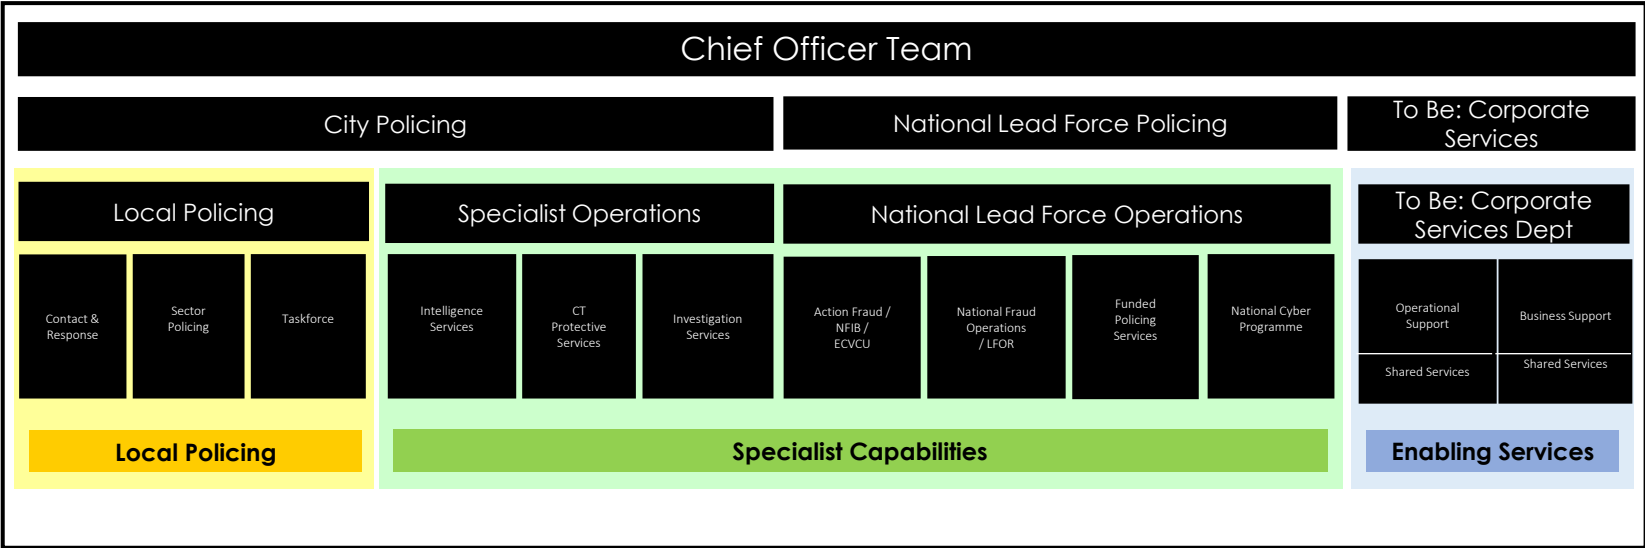 Chief Officer Team
City Policing
National Lead Force Policing
To Be: Corporate
Services
Local Policing
Specialist Operations
National Lead Force Operations
To Be: Corporate
Services Dept
Contact &
Response
Sector
Policing
Taskforce
Intelligence
Services
CT
Protective
Services
Investigation
Services
Action Fraud /
NFIB /
ECVCU
National Fraud
Operations
/ LFOR
Funded
Policing
Services
National Cyber
Programme
Operational
Support
Business Support
Shared Services
Shared Services
Local Policing
Specialist Capabilities
Enabling Services